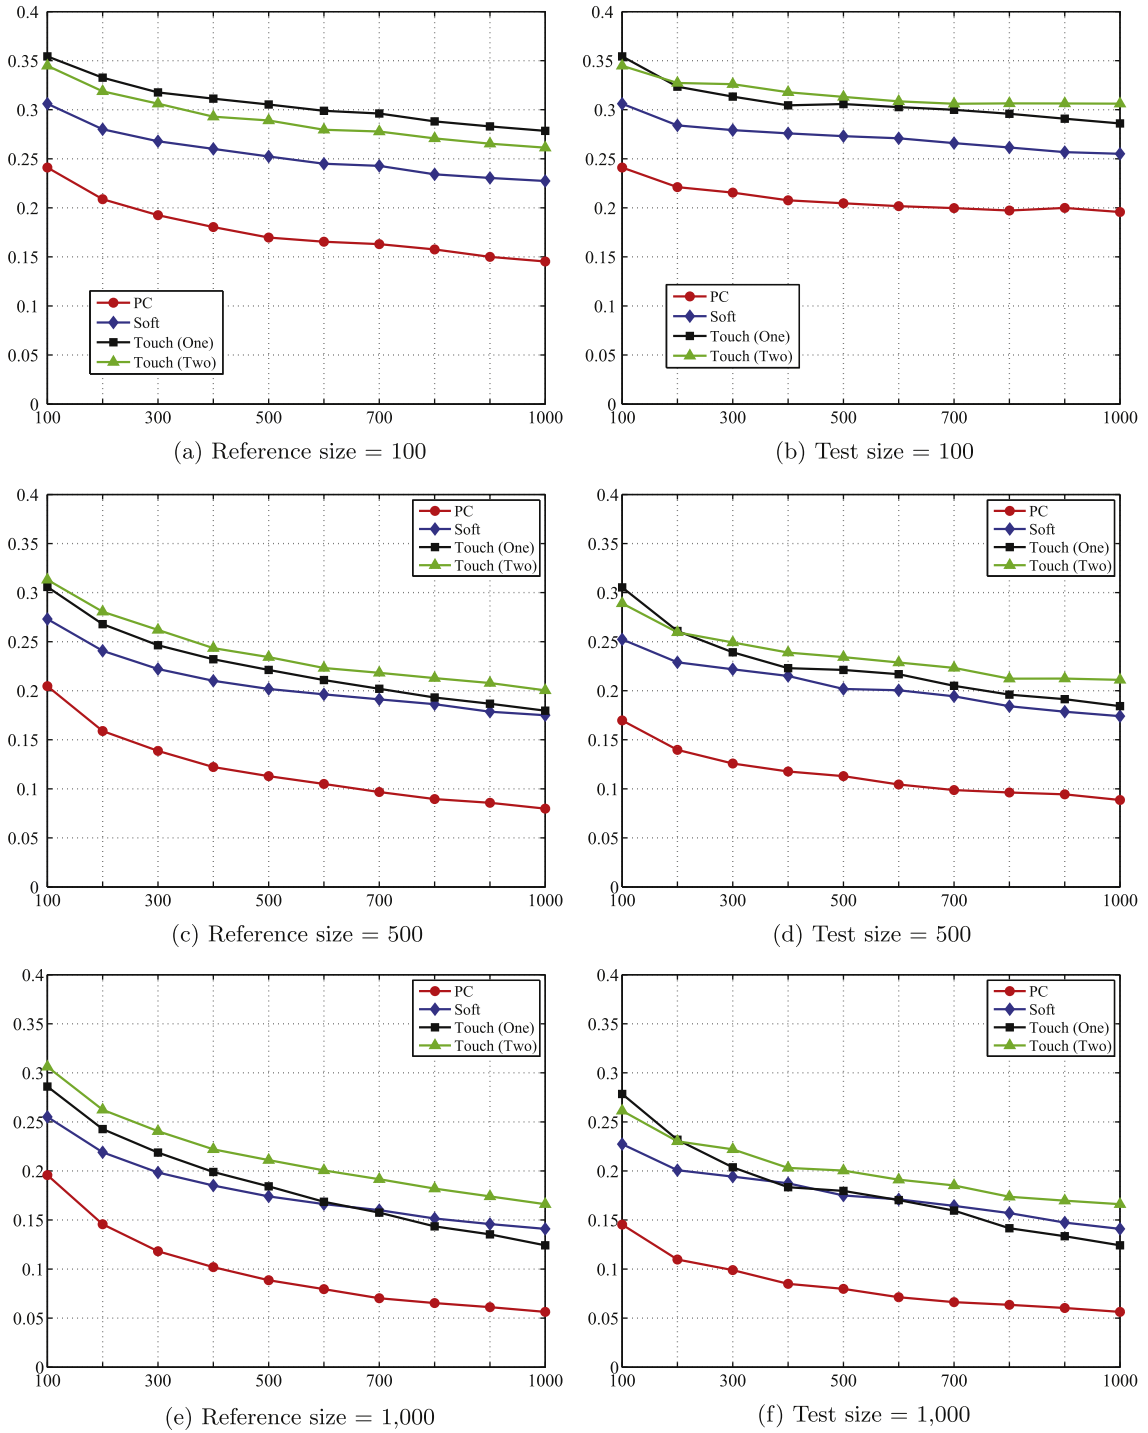 0.4
0.35
0.3
0.25
0.2
0.15
0.1
0.05
0
100
300
500
700
1000
PC
Soft
Touch (One)
Touch (Two)
(a) Reference size = 100
0.4
0.35
0.3
0.25
0.2
0.15
0.1
0.05
0
100
300
500
700
1000
PC
Soft
Touch (One)
Touch (Two)
(b) Test size = 100
0.4
0.35
0.3
0.25
0.2
0.15
0.1
0.05
0
100
300
500
700
1000
PC
Soft
Touch (One)
Touch (Two)
(c) Reference size = 500
0.4
0.35
0.3
0.25
0.2
0.15
0.1
0.05
0
100
300
500
700
1000
PC
Soft
Touch (One)
Touch (Two)
(d) Test size = 500
0.4
0.35
0.3
0.25
0.2
0.15
0.1
0.05
0
100
300
500
700
1000
PC
Soft
Touch (One)
Touch (Two)
(e) Reference size = 1,000
0.4
0.35
0.3
0.25
0.2
0.15
0.1
0.05
0
100
300
500
700
1000
PC
Soft
Touch (One)
Touch (Two)
(f) Test size = 1,000